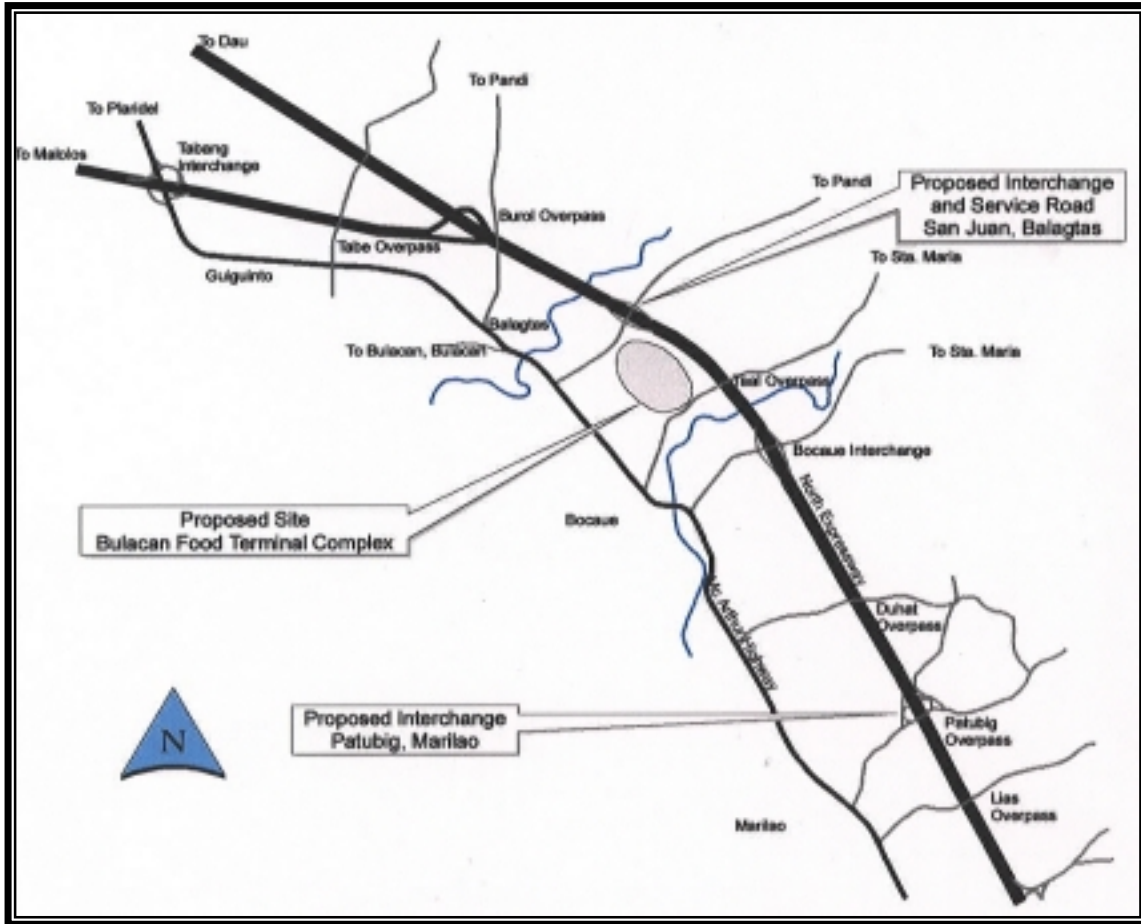 To Dau
To Pandi
To Plaridel
To Malolos
Tabang
Interchange
To Pandi
Proposed Interchange
and Service Road
San Juan, Balagtas
Burol Overpass
Tabe Overpass
To Sta. Maria
Guiguinto
Balagtas
To Bulacan, Bulacan
To Sta. Maria
Taal Overpass
Bocaue Interchange
North Expressway
Proposed Site
Bulacan Food Terminal Complex
Bocaue
Mc Arthur Highway
Duhat
Overpass
N
Proposed Interchange
Patubig, Marilao
Patubig
Overpass
Lias
Overpass
Marilao